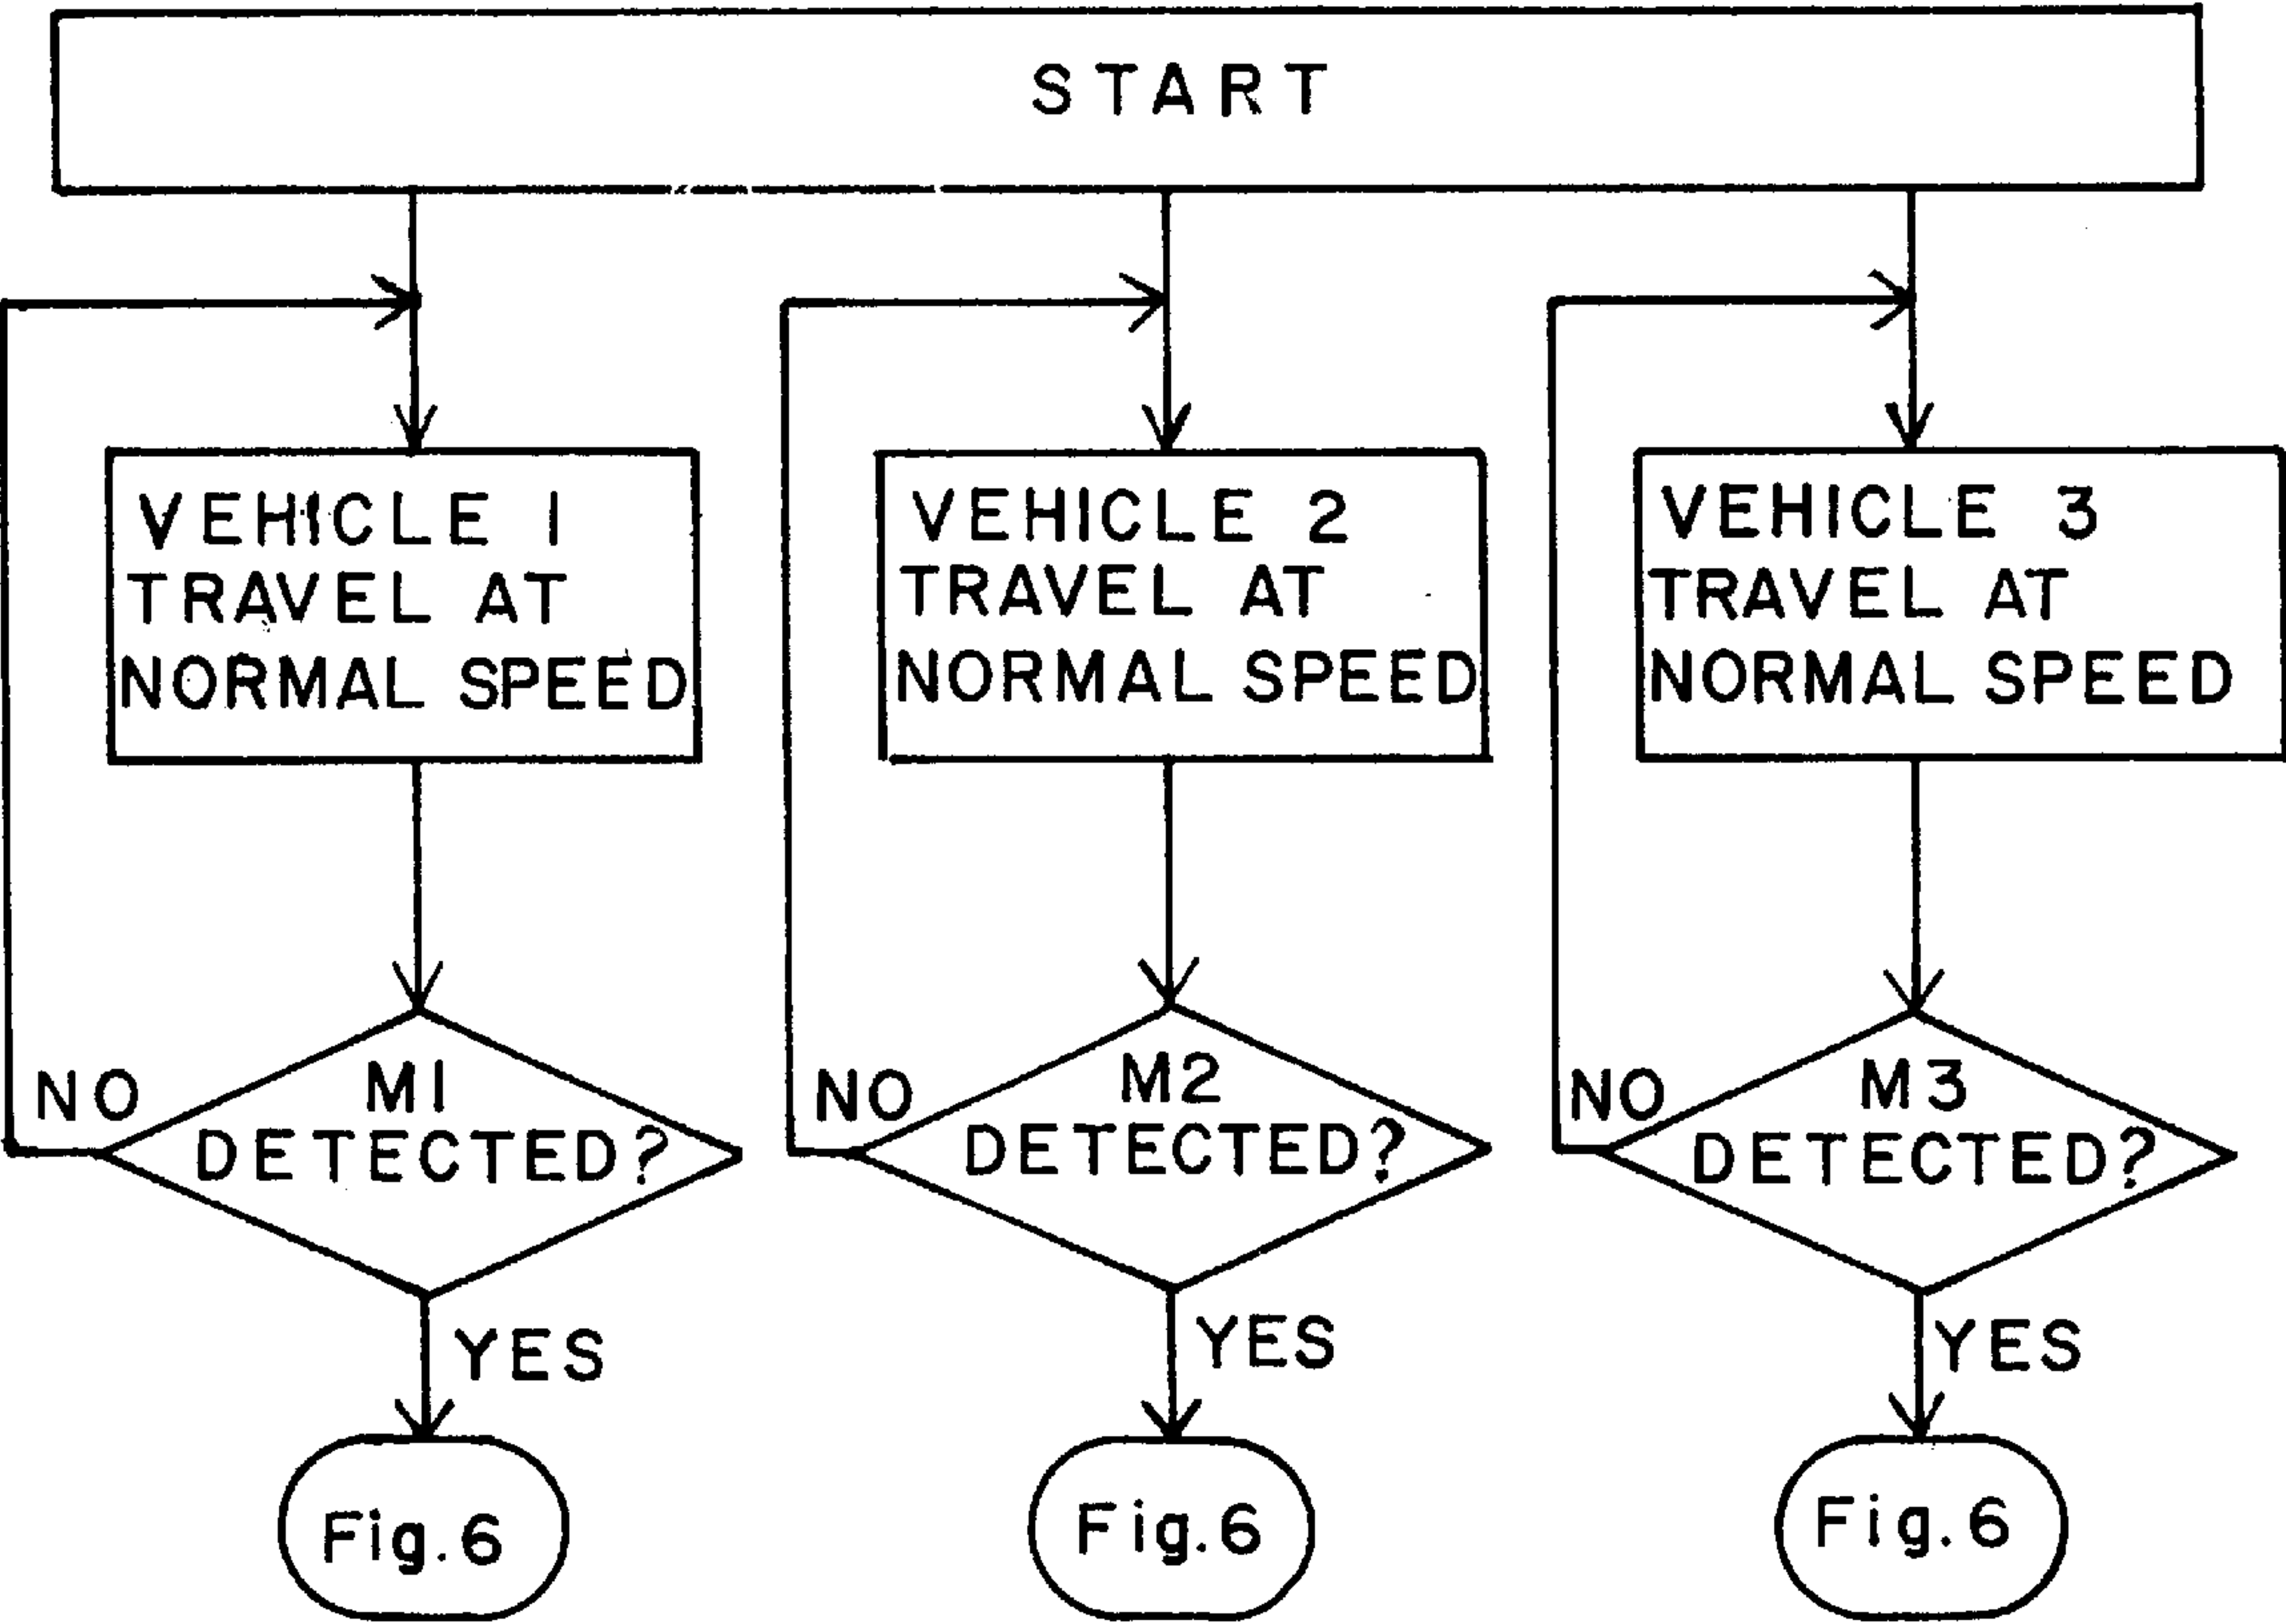 START
VEHICLE 1
TRAVEL AT
NORMAL SPEED
VEHICLE 2
TRAVEL AT
NORMAL SPEED
VEHICLE 3
TRAVEL AT
NORMAL SPEED
NO
M1
DETECTED?
NO
M2
DETECTED?
NO
M3
DETECTED?
YES
YES
YES
Fig.6
Fig.6
Fig.6